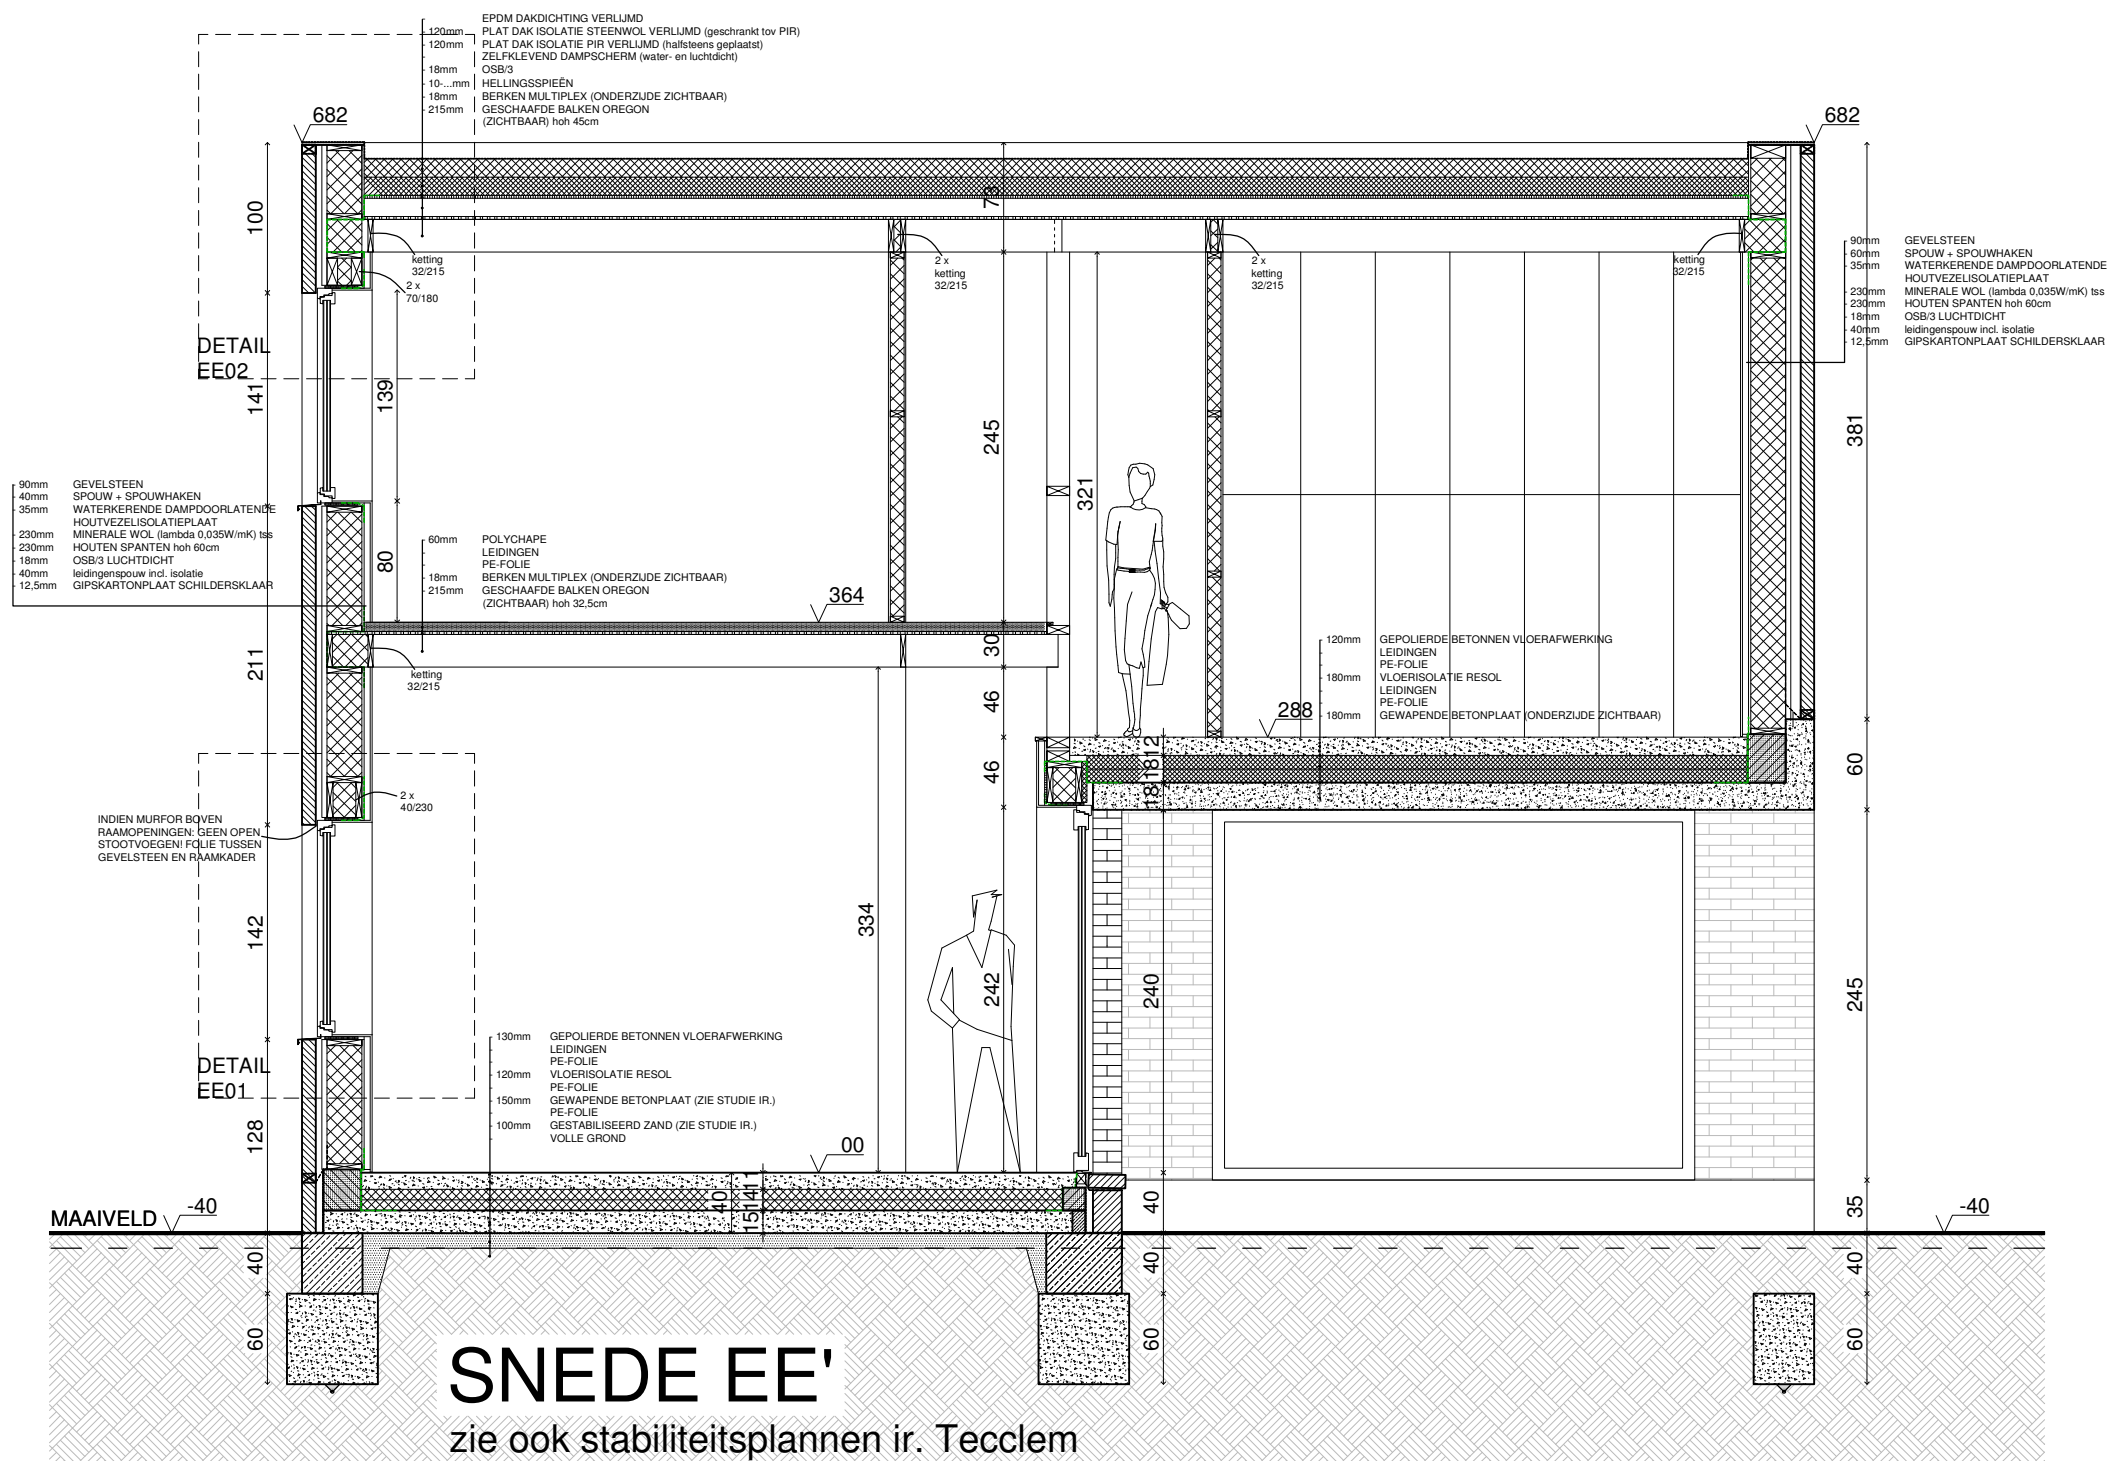 EPDM DAKDICHTING VERLIJMD
120mm PLAT DAK ISOLATIE STEENWOL VERLIJMD (geschrankt tov PIR)
120mm PLAT DAK ISOLATIE PIR VERLIJMD (halfsteens geplaatst)
ZELFKLEVEND DAMPSCHERM (water- en luchtdicht)
18mm OSB/3
10-...mm HELLINGSSPIEËN
18mm BERKEN MULTIPLEX (ONDERZIJDE ZICHTBAAR)
215mm GESCHAAFDE BALKEN OREGON
(ZICHTBAAR) hoh 45cm
682
682
100
73
ketting
32/215
2 x
70/180
2 x
ketting
32/215
2 x
ketting
32/215
ketting
32/215
90mm GEVELSTEEN
60mm SPOUW + SPOUWHAKEN
35mm WATERKERENDE DAMPDOORLATENDE
HOUTVEZELISOLATIEPLAAT
230mm MINERALE WOL (lambda 0,035W/mK) tss
230mm HOUTEN SPANTEN hoh 60cm
18mm OSB/3 LUCHTDICHT
40mm leidingenspouw incl. isolatie
12,5mm GIPSKARTONPLAAT SCHILDERSKLAAR
DETAIL
EE02
141
139
245
321
381
90mm GEVELSTEEN
40mm SPOUW + SPOUWHAKEN
35mm WATERKERENDE DAMPDOORLATENDE
HOUTVEZELISOLATIEPLAAT
230mm MINERALE WOL (lambda 0,035W/mK) tss
230mm HOUTEN SPANTEN hoh 60cm
18mm OSB/3 LUCHTDICHT
40mm leidingenspouw incl. isolatie
12,5mm GIPSKARTONPLAAT SCHILDERSKLAAR
80
60mm POLYCHAPE
LEIDINGEN
PE-FOLIE
18mm BERKEN MULTIPLEX (ONDERZIJDE ZICHTBAAR)
215mm GESCHAAFDE BALKEN OREGON
(ZICHTBAAR) hoh 32,5cm
364
211
30
ketting
32/215
46
120mm GEPOLIERDE BETONNEN VLOERAFWERKING
LEIDINGEN
PE-FOLIE
180mm VLOERISOLATIE RESOL
LEIDINGEN
PE-FOLIE
180mm GEWAPENDE BETONPLAAT (ONDERZIJDE ZICHTBAAR)
288
46
12
18
18
60
2 x
40/230
INDIEN MURFOR BOVEN
RAAMOPENINGEN: GEEN OPEN
STOOTVOEGEN! FOLIE TUSSEN
GEVELSTEEN EN RAAMKADER
142
334
242
240
245
DETAIL
EE01
128
130mm GEPOLIERDE BETONNEN VLOERAFWERKING
LEIDINGEN
PE-FOLIE
120mm VLOERISOLATIE RESOL
PE-FOLIE
150mm GEWAPENDE BETONPLAAT (ZIE STUDIE IR.)
PE-FOLIE
100mm GESTABILISEERD ZAND (ZIE STUDIE IR.)
VOLLE GROND
00
40
11
14
15
40
35
MAAIVELD
-40
-40
40
40
40
60
60
60
SNEDE EE'
zie ook stabiliteitsplannen ir. Tecclem